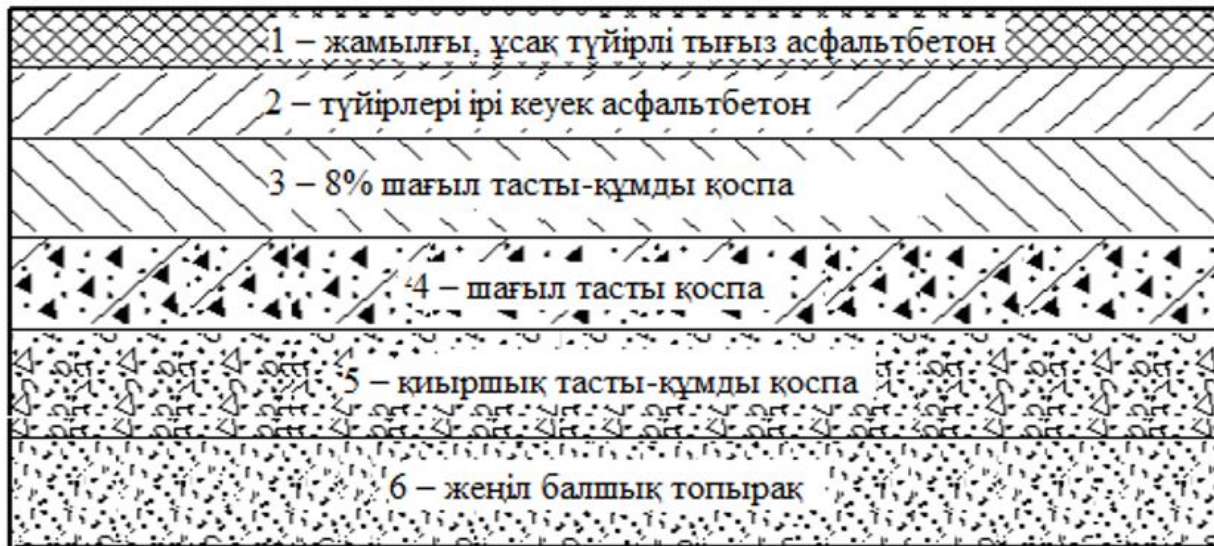 1 – жамылғы, ұсақ түйірлі тығыз асфальтбетон
2 – түйірлері ірі кеуек асфальтбетон
3 – 8% шағыл тасты-құмды қоспа
4 – шағыл тасты қоспа
5 – қиыршық тасты-құмды қоспа
6 – жеңіл балшық топырақ